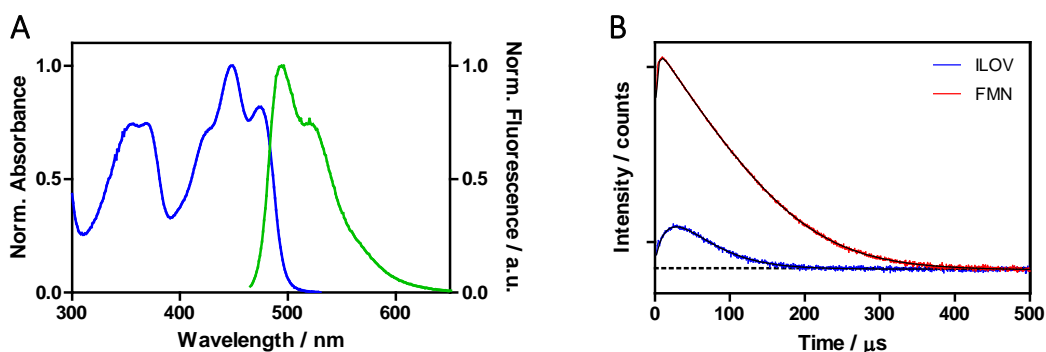 A
Norm. Absorbance
1.0
0.5
0.0
300
400
500
600
Wavelength / nm
1.0
0.5
0.0
Norm. Fluorescence / a.u.
B
Intensity / counts
ILOV
FMN
0
100
200
300
400
500
Time / μs